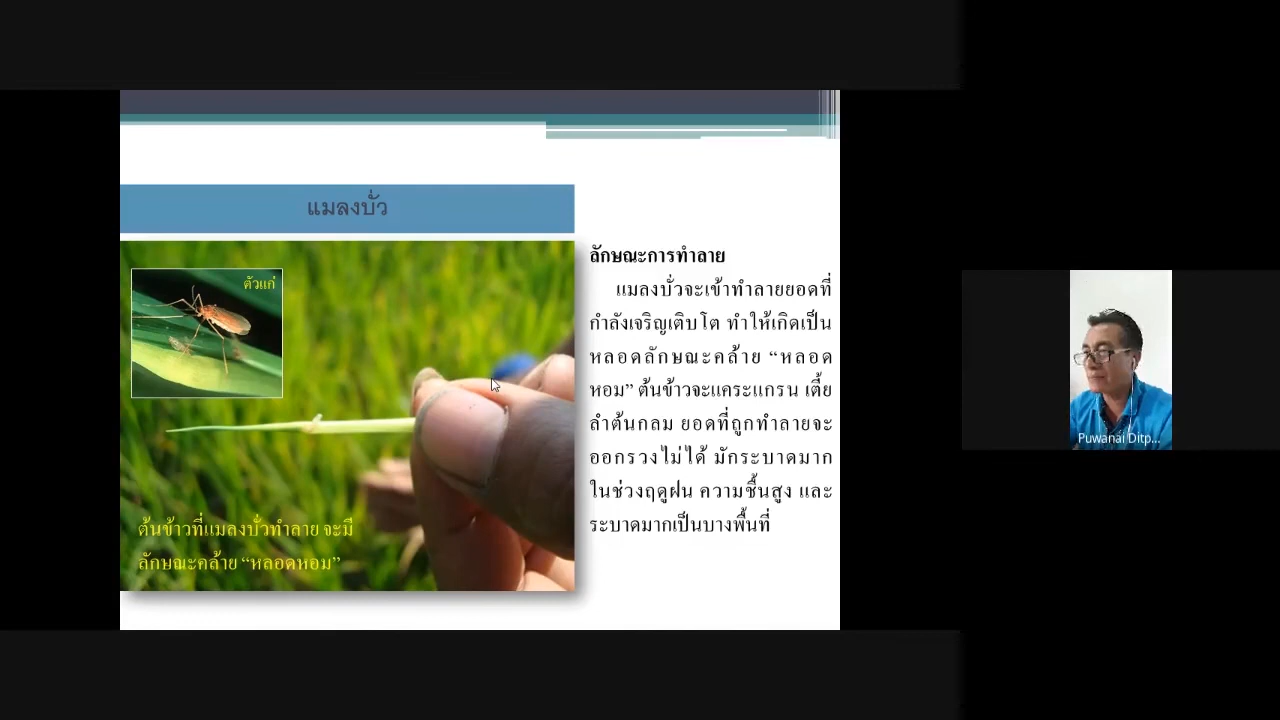 แมลงบั่ว
ตัวแก่
ต้นข้าวที่แมลงบั่วทำลาย จะมี
ลักษณะคล้าย “หลอดหอม”
ลักษณะการทำลาย
แมลงบั่วจะเข้าทำลายยอดที่
กำลังเจริญเติบโต ทำให้เกิดเป็น
หลอดลักษณะคล้าย “หลอด
หอม” ต้นข้าวจะแคระแกรน เตี้ย
ลำต้นกลม ยอดที่ถูกทำลายจะ
ออกรวงไม่ได้ มักระบาดมาก
ในช่วงฤดูฝน ความชื้นสูง และ
ระบาดมากเป็นบางพื้นที่
Puwanai Ditp...